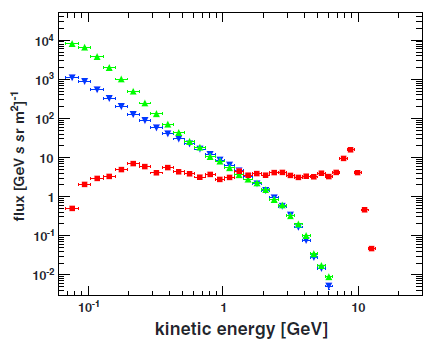 flux [GeV s sr m²]⁻¹
10⁴
10³
10²
10
1
10⁻¹
10⁻²
10⁻¹ 1 10
kinetic energy [GeV]